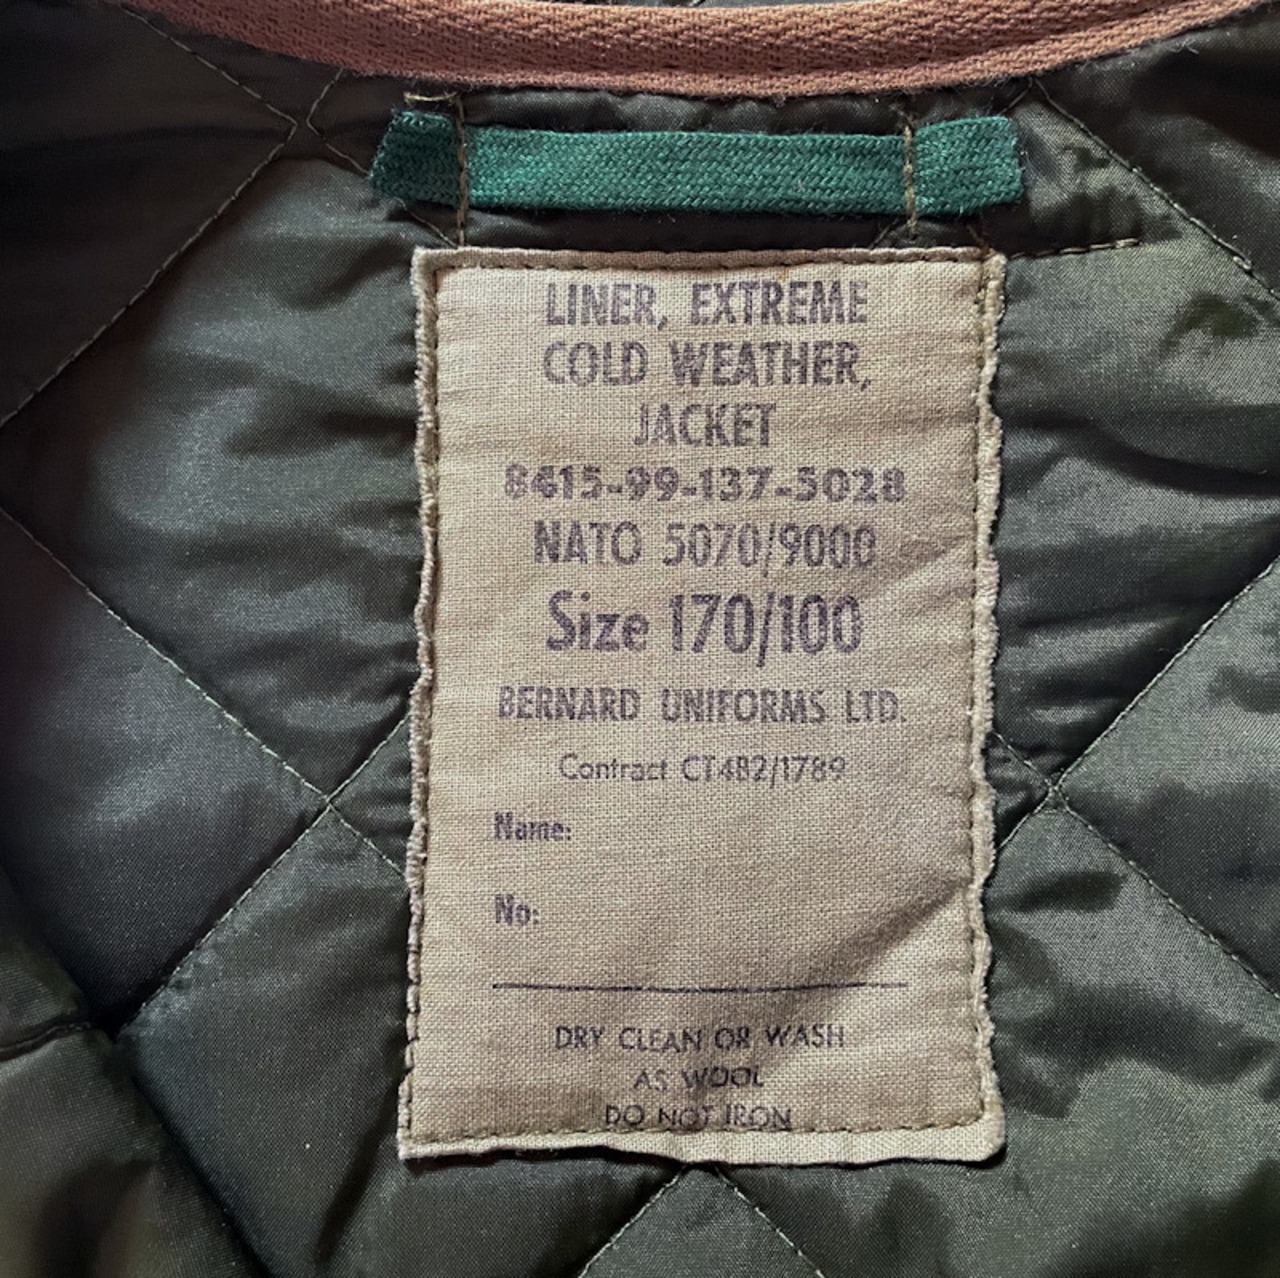 LINER, EXTREME
COLD WEATHER,
JACKET
8415-99-137-5028
NATO 5070/9000
Size 170/100
BERNARD UNIFORMS LTD.
Contract CT4B2/1789
Name:
No:
DRY CLEAN OR WASH
AS WOOL
DO NOT IRON